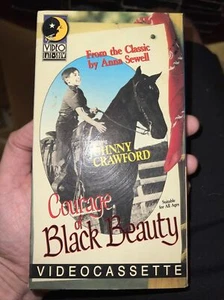 VIDEO
From the Classic
by Anna Sewell
JOHNNY
CRAWFORD
Courage
of
Black Beauty
Suitable
for All Ages
VIDEOCASSETTE